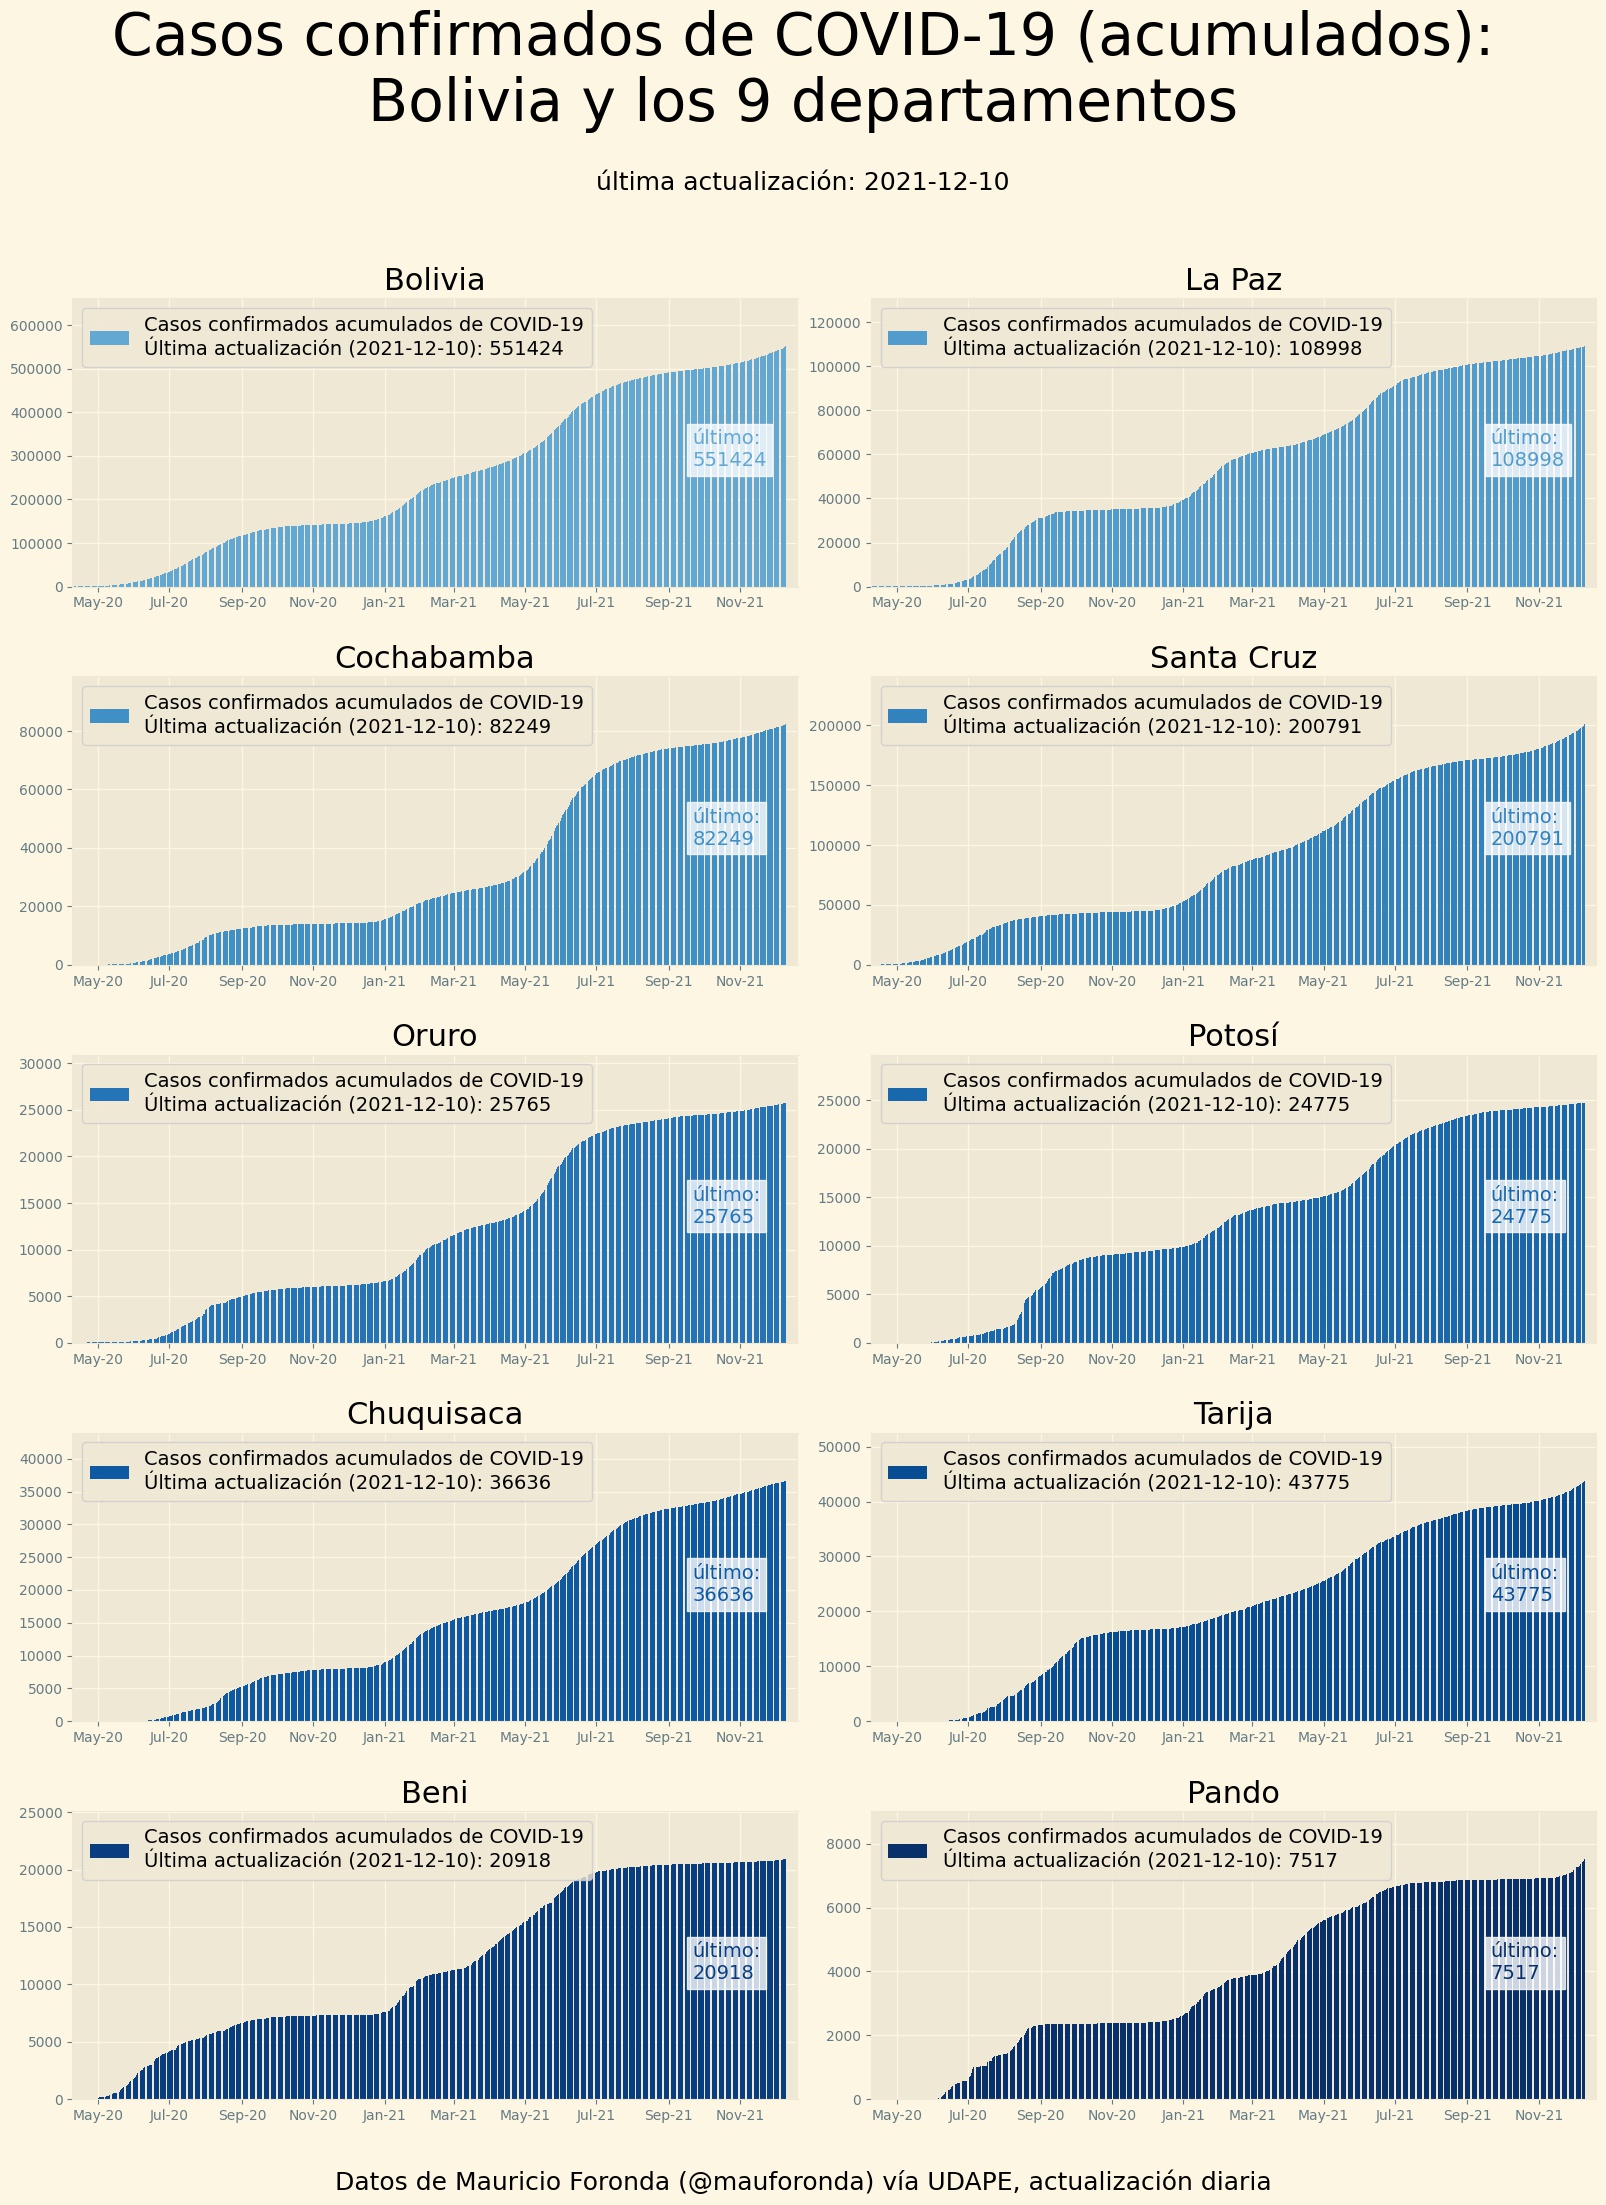 Casos confirmados de COVID-19 (acumulados):
Bolivia y los 9 departamentos
última actualización: 2021-12-10
Bolivia
Casos confirmados acumulados de COVID-19
Última actualización (2021-12-10): 551424
600000
500000
400000
300000
200000
100000
0
último:
551424
May-20 Jul-20 Sep-20 Nov-20 Jan-21 Mar-21 May-21 Jul-21 Sep-21 Nov-21
La Paz
Casos confirmados acumulados de COVID-19
Última actualización (2021-12-10): 108998
120000
100000
80000
60000
40000
20000
0
último:
108998
May-20 Jul-20 Sep-20 Nov-20 Jan-21 Mar-21 May-21 Jul-21 Sep-21 Nov-21
Cochabamba
Casos confirmados acumulados de COVID-19
Última actualización (2021-12-10): 82249
80000
60000
40000
20000
0
último:
82249
May-20 Jul-20 Sep-20 Nov-20 Jan-21 Mar-21 May-21 Jul-21 Sep-21 Nov-21
Santa Cruz
Casos confirmados acumulados de COVID-19
Última actualización (2021-12-10): 200791
200000
150000
100000
50000
0
último:
200791
May-20 Jul-20 Sep-20 Nov-20 Jan-21 Mar-21 May-21 Jul-21 Sep-21 Nov-21
Oruro
Casos confirmados acumulados de COVID-19
Última actualización (2021-12-10): 25765
30000
25000
20000
15000
10000
5000
0
último:
25765
May-20 Jul-20 Sep-20 Nov-20 Jan-21 Mar-21 May-21 Jul-21 Sep-21 Nov-21
Potosí
Casos confirmados acumulados de COVID-19
Última actualización (2021-12-10): 24775
25000
20000
15000
10000
5000
0
último:
24775
May-20 Jul-20 Sep-20 Nov-20 Jan-21 Mar-21 May-21 Jul-21 Sep-21 Nov-21
Chuquisaca
Casos confirmados acumulados de COVID-19
Última actualización (2021-12-10): 36636
40000
35000
30000
25000
20000
15000
10000
5000
0
último:
36636
May-20 Jul-20 Sep-20 Nov-20 Jan-21 Mar-21 May-21 Jul-21 Sep-21 Nov-21
Tarija
Casos confirmados acumulados de COVID-19
Última actualización (2021-12-10): 43775
50000
40000
30000
20000
10000
0
último:
43775
May-20 Jul-20 Sep-20 Nov-20 Jan-21 Mar-21 May-21 Jul-21 Sep-21 Nov-21
Beni
Casos confirmados acumulados de COVID-19
Última actualización (2021-12-10): 20918
25000
20000
15000
10000
5000
0
último:
20918
May-20 Jul-20 Sep-20 Nov-20 Jan-21 Mar-21 May-21 Jul-21 Sep-21 Nov-21
Pando
Casos confirmados acumulados de COVID-19
Última actualización (2021-12-10): 7517
8000
6000
4000
2000
0
último:
7517
May-20 Jul-20 Sep-20 Nov-20 Jan-21 Mar-21 May-21 Jul-21 Sep-21 Nov-21
Datos de Mauricio Foronda (@mauforonda) vía UDAPE, actualización diaria